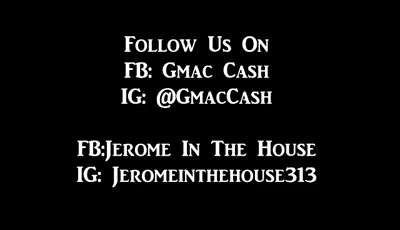 Follow Us On
FB: Gmac Cash
IG: @GmacCash
FB:Jerome In The House
IG: Jeromeinthehouse313